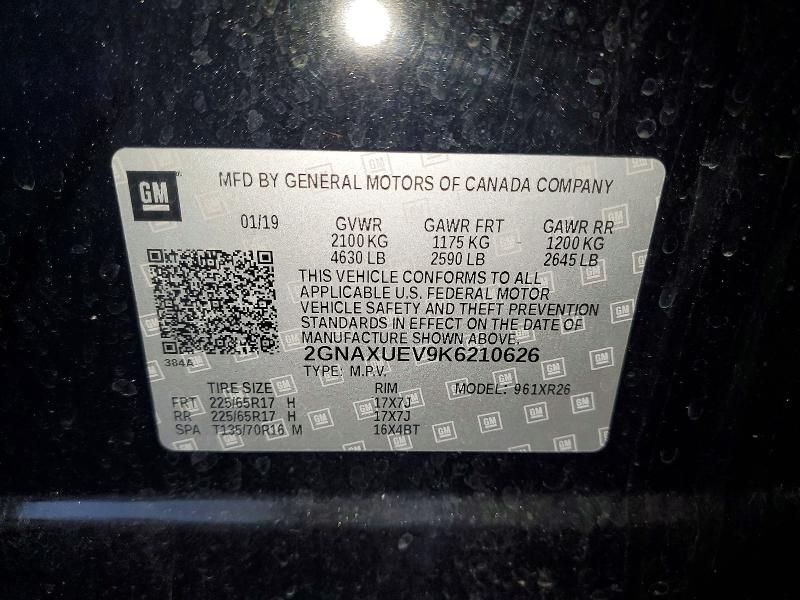 GM
MFD BY GENERAL MOTORS OF CANADA COMPANY
01/19 GVWR GAWR FRT GAWR RR
2100 KG 1175 KG 1200 KG
4630 LB 2590 LB 2645 LB
THIS VEHICLE CONFORMS TO ALL
APPLICABLE U.S. FEDERAL MOTOR
VEHICLE SAFETY AND THEFT PREVENTION
STANDARDS IN EFFECT ON THE DATE OF
MANUFACTURE SHOWN ABOVE.
384A 2GNAXUEV9K6210626
TYPE: M.P.V.
TIRE SIZE RIM MODEL: 961XR26
FRT 225/65R17 H 17X7J
RR 225/65R17 H 17X7J
SPA T135/70R16 M 16X4BT